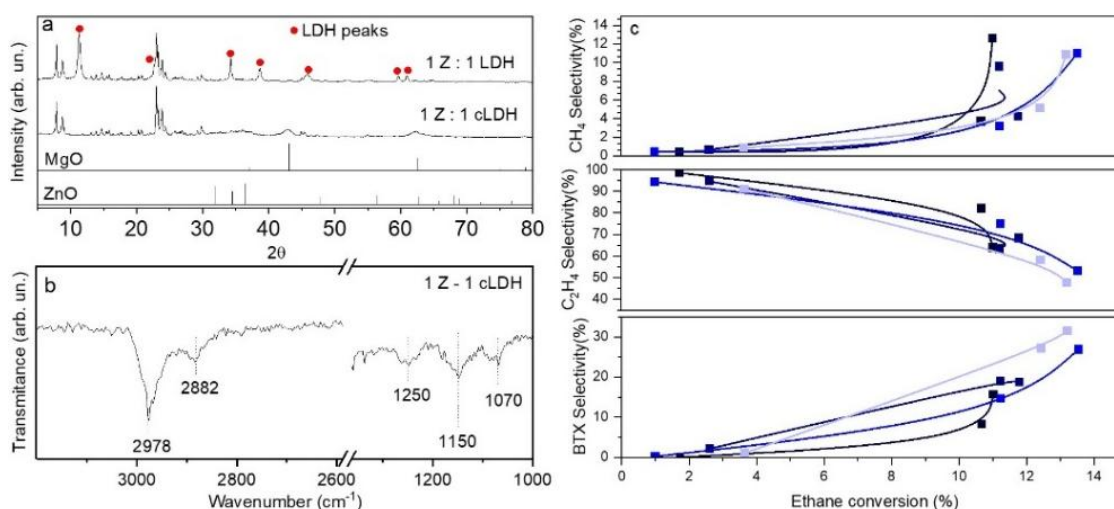 a
LDH peaks
1 Z : 1 LDH
1 Z : 1 cLDH
MgO
ZnO
Intensity (arb. un.)
10 20 30 40 50 60 70 80
2θ
b
1 Z - 1 cLDH
2978
2882
1250
1150
1070
Transmitance (arb. un.)
3000 2800 2600 1200 1000
Wavenumber (cm⁻¹)
c
CH₄ Selectivity(%)
14
12
10
8
6
4
2
0
C₂H₄ Selectivity(%)
100
90
80
70
60
50
40
BTX Selectivity(%)
30
20
10
0
0 2 4 6 8 10 12 14
Ethane conversion (%)